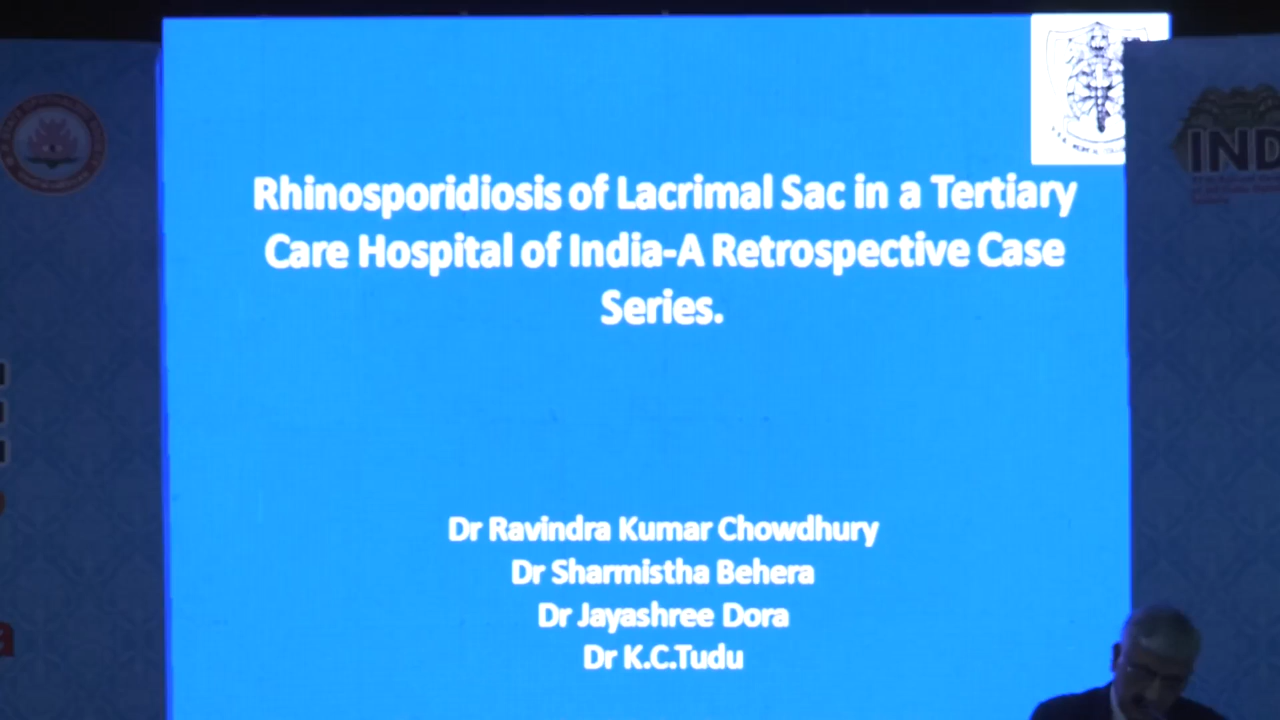 Rhinosporidiosis of Lacrimal Sac in a Tertiary
Care Hospital of India-A Retrospective Case
Series.
Dr Ravindra Kumar Chowdhury
Dr Sharmistha Behera
Dr Jayashree Dora
Dr K.C.Tudu
IND